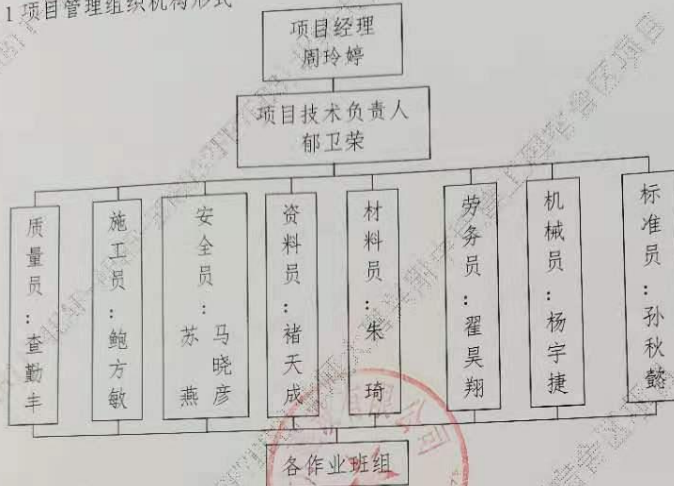 1 项目管理组织机构形式
项目经理
周玲婷
项目技术负责人
郁卫荣
质量员：查勤丰
施工员：鲍方敏
安全员：
苏燕
马晓彦
资料员：褚天成
材料员：朱琦
劳务员：翟昊翔
机械员：杨宇捷
标准员：孙秋懿
各作业班组
有限公司